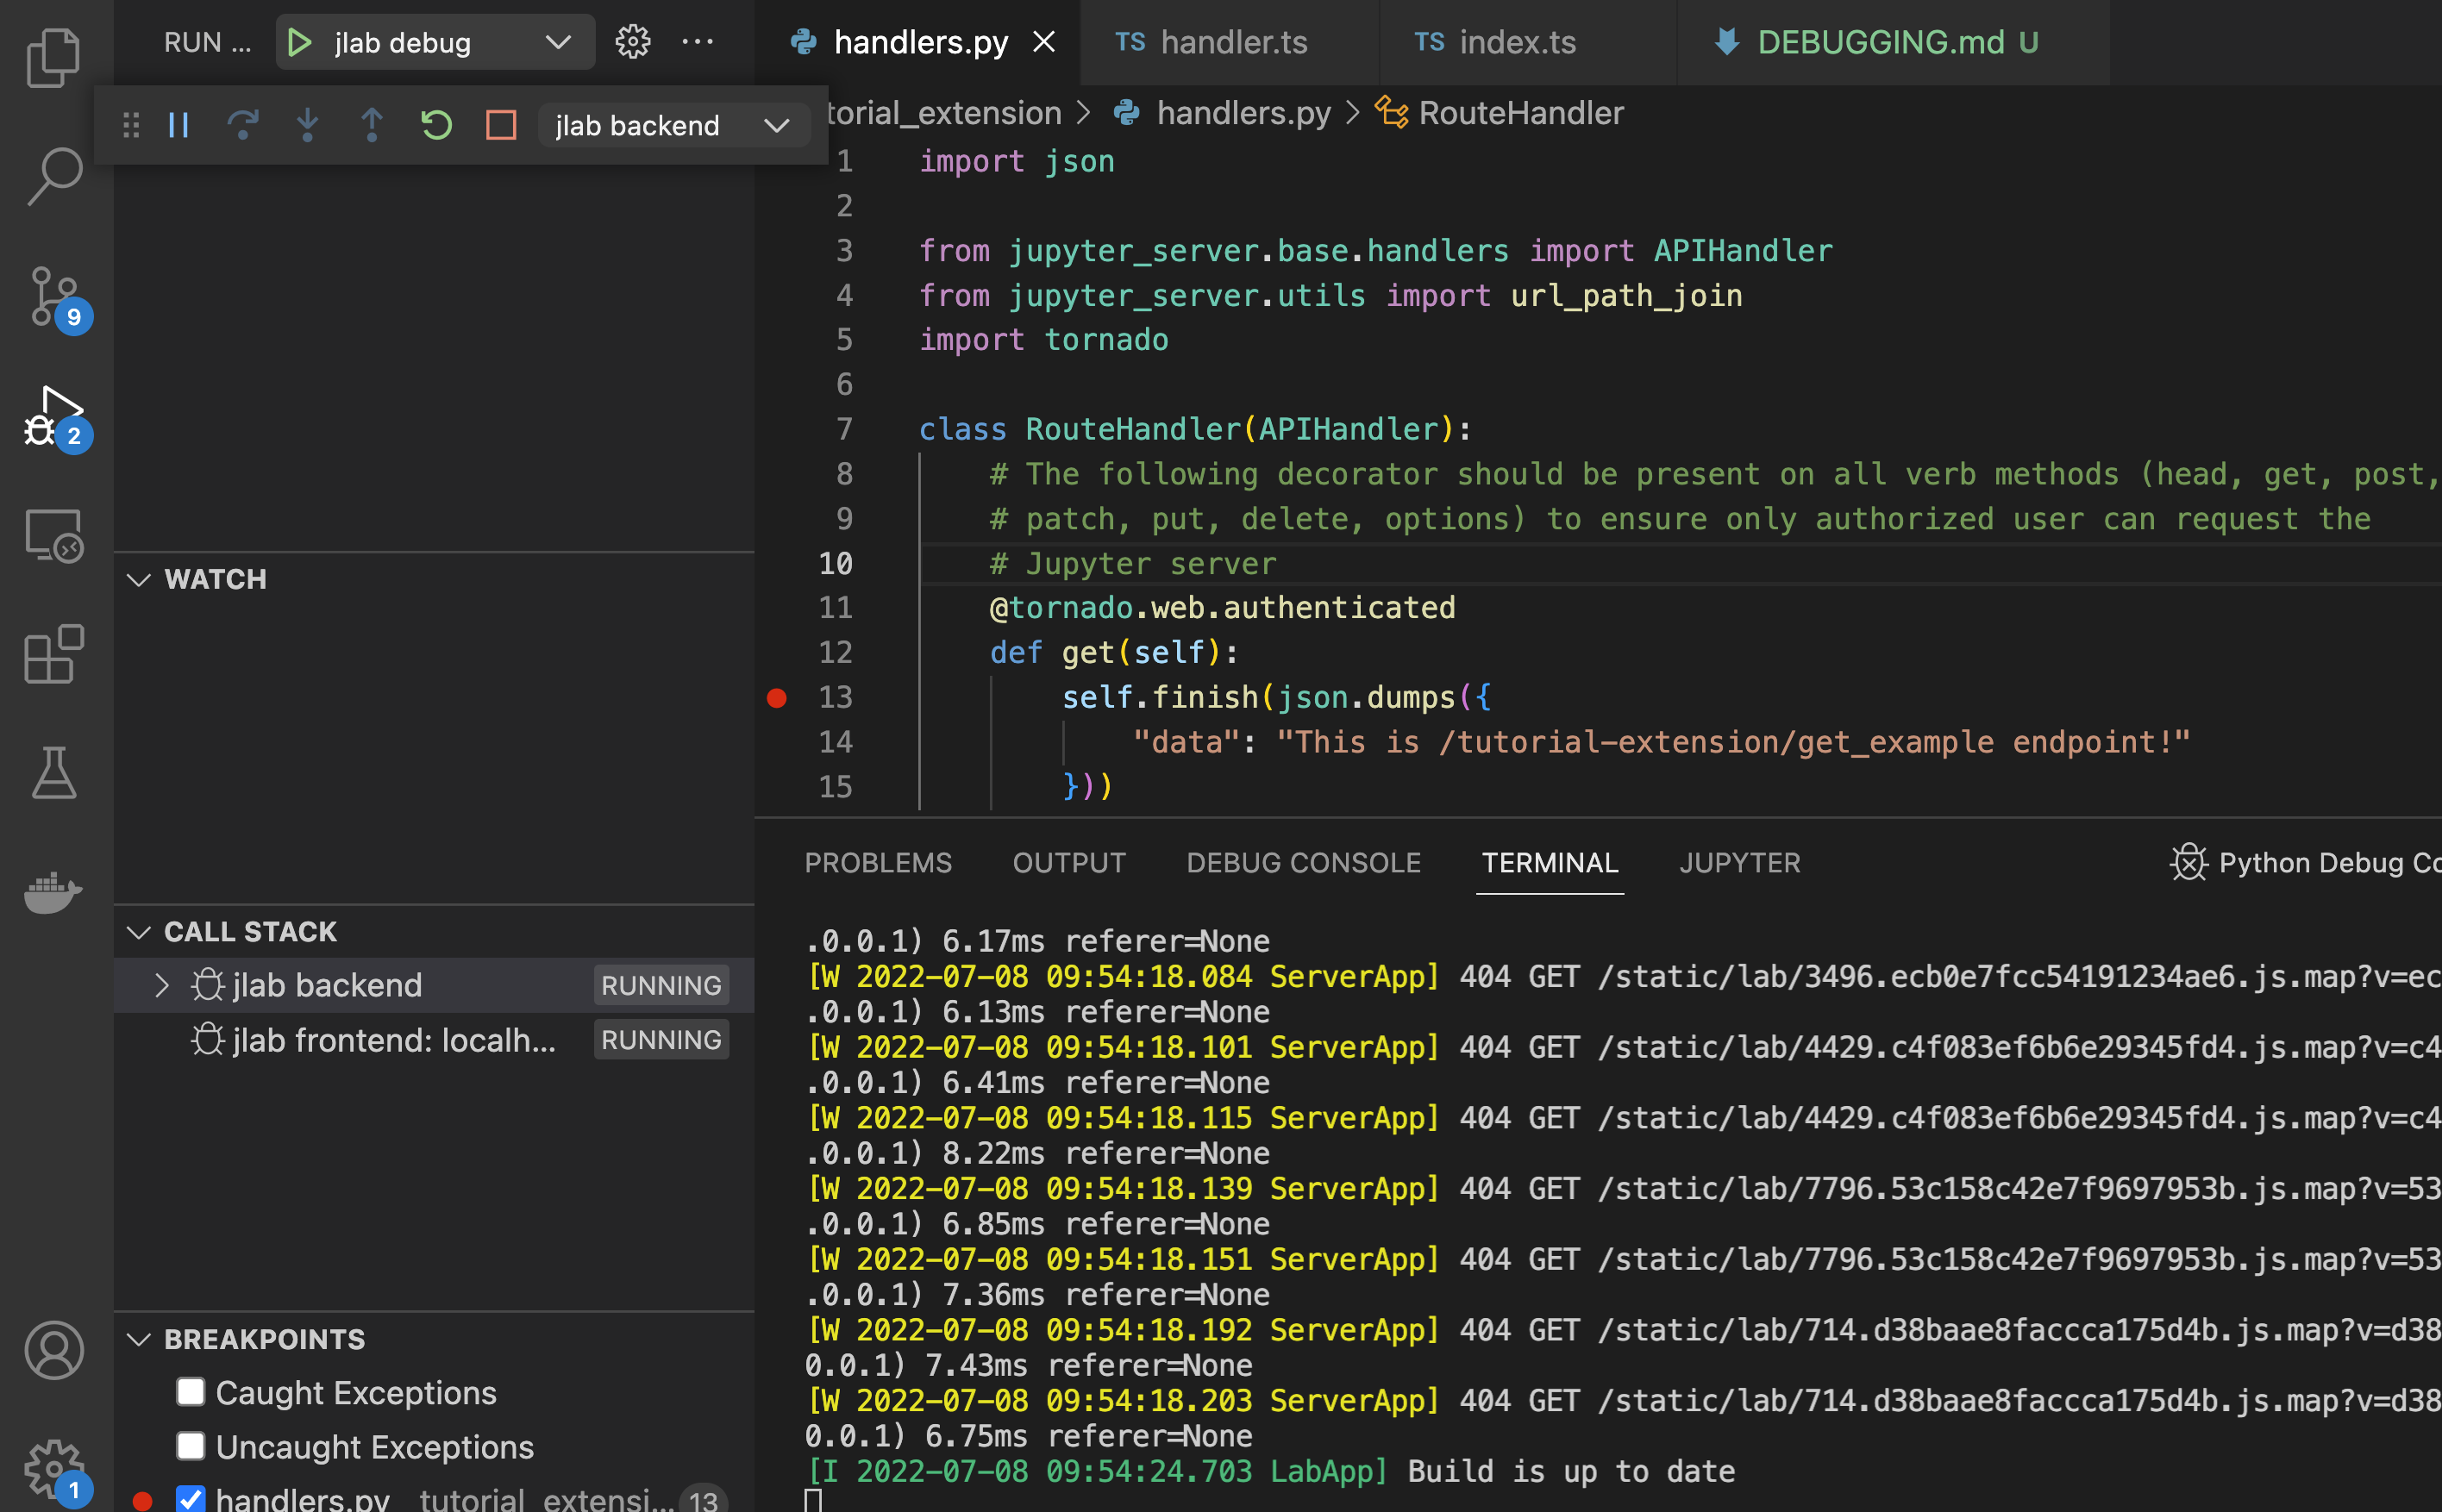 RUN ...
jlab debug
handlers.py
TS handler.ts
TS index.ts
DEBUGGING.md U
jlab backend
torial_extension > handlers.py > RouteHandler
9
2
1
WATCH
CALL STACK
jlab backend RUNNING
jlab frontend: localh... RUNNING
BREAKPOINTS
Caught Exceptions
Uncaught Exceptions
handlers.py tutorial_extensi... 13
1 import json
2
3 from jupyter_server.base.handlers import APIHandler
4 from jupyter_server.utils import url_path_join
5 import tornado
6
7 class RouteHandler(APIHandler):
8 # The following decorator should be present on all verb methods (head, get, post,
9 # patch, put, delete, options) to ensure only authorized user can request the
10 # Jupyter server
11 @tornado.web.authenticated
12 def get(self):
13 self.finish(json.dumps({
14 "data": "This is /tutorial-extension/get_example endpoint!"
15 }))
PROBLEMS OUTPUT DEBUG CONSOLE TERMINAL JUPYTER Python Debug Co
.0.0.1) 6.17ms referer=None
[W 2022-07-08 09:54:18.084 ServerApp] 404 GET /static/lab/3496.ecb0e7fcc54191234ae6.js.map?v=ec
.0.0.1) 6.13ms referer=None
[W 2022-07-08 09:54:18.101 ServerApp] 404 GET /static/lab/4429.c4f083ef6b6e29345fd4.js.map?v=c4
.0.0.1) 6.41ms referer=None
[W 2022-07-08 09:54:18.115 ServerApp] 404 GET /static/lab/4429.c4f083ef6b6e29345fd4.js.map?v=c4
.0.0.1) 8.22ms referer=None
[W 2022-07-08 09:54:18.139 ServerApp] 404 GET /static/lab/7796.53c158c42e7f9697953b.js.map?v=53
.0.0.1) 6.85ms referer=None
[W 2022-07-08 09:54:18.151 ServerApp] 404 GET /static/lab/7796.53c158c42e7f9697953b.js.map?v=53
.0.0.1) 7.36ms referer=None
[W 2022-07-08 09:54:18.192 ServerApp] 404 GET /static/lab/714.d38baae8faccca175d4b.js.map?v=d38
0.0.1) 7.43ms referer=None
[W 2022-07-08 09:54:18.203 ServerApp] 404 GET /static/lab/714.d38baae8faccca175d4b.js.map?v=d38
0.0.1) 6.75ms referer=None
[I 2022-07-08 09:54:24.703 LabApp] Build is up to date